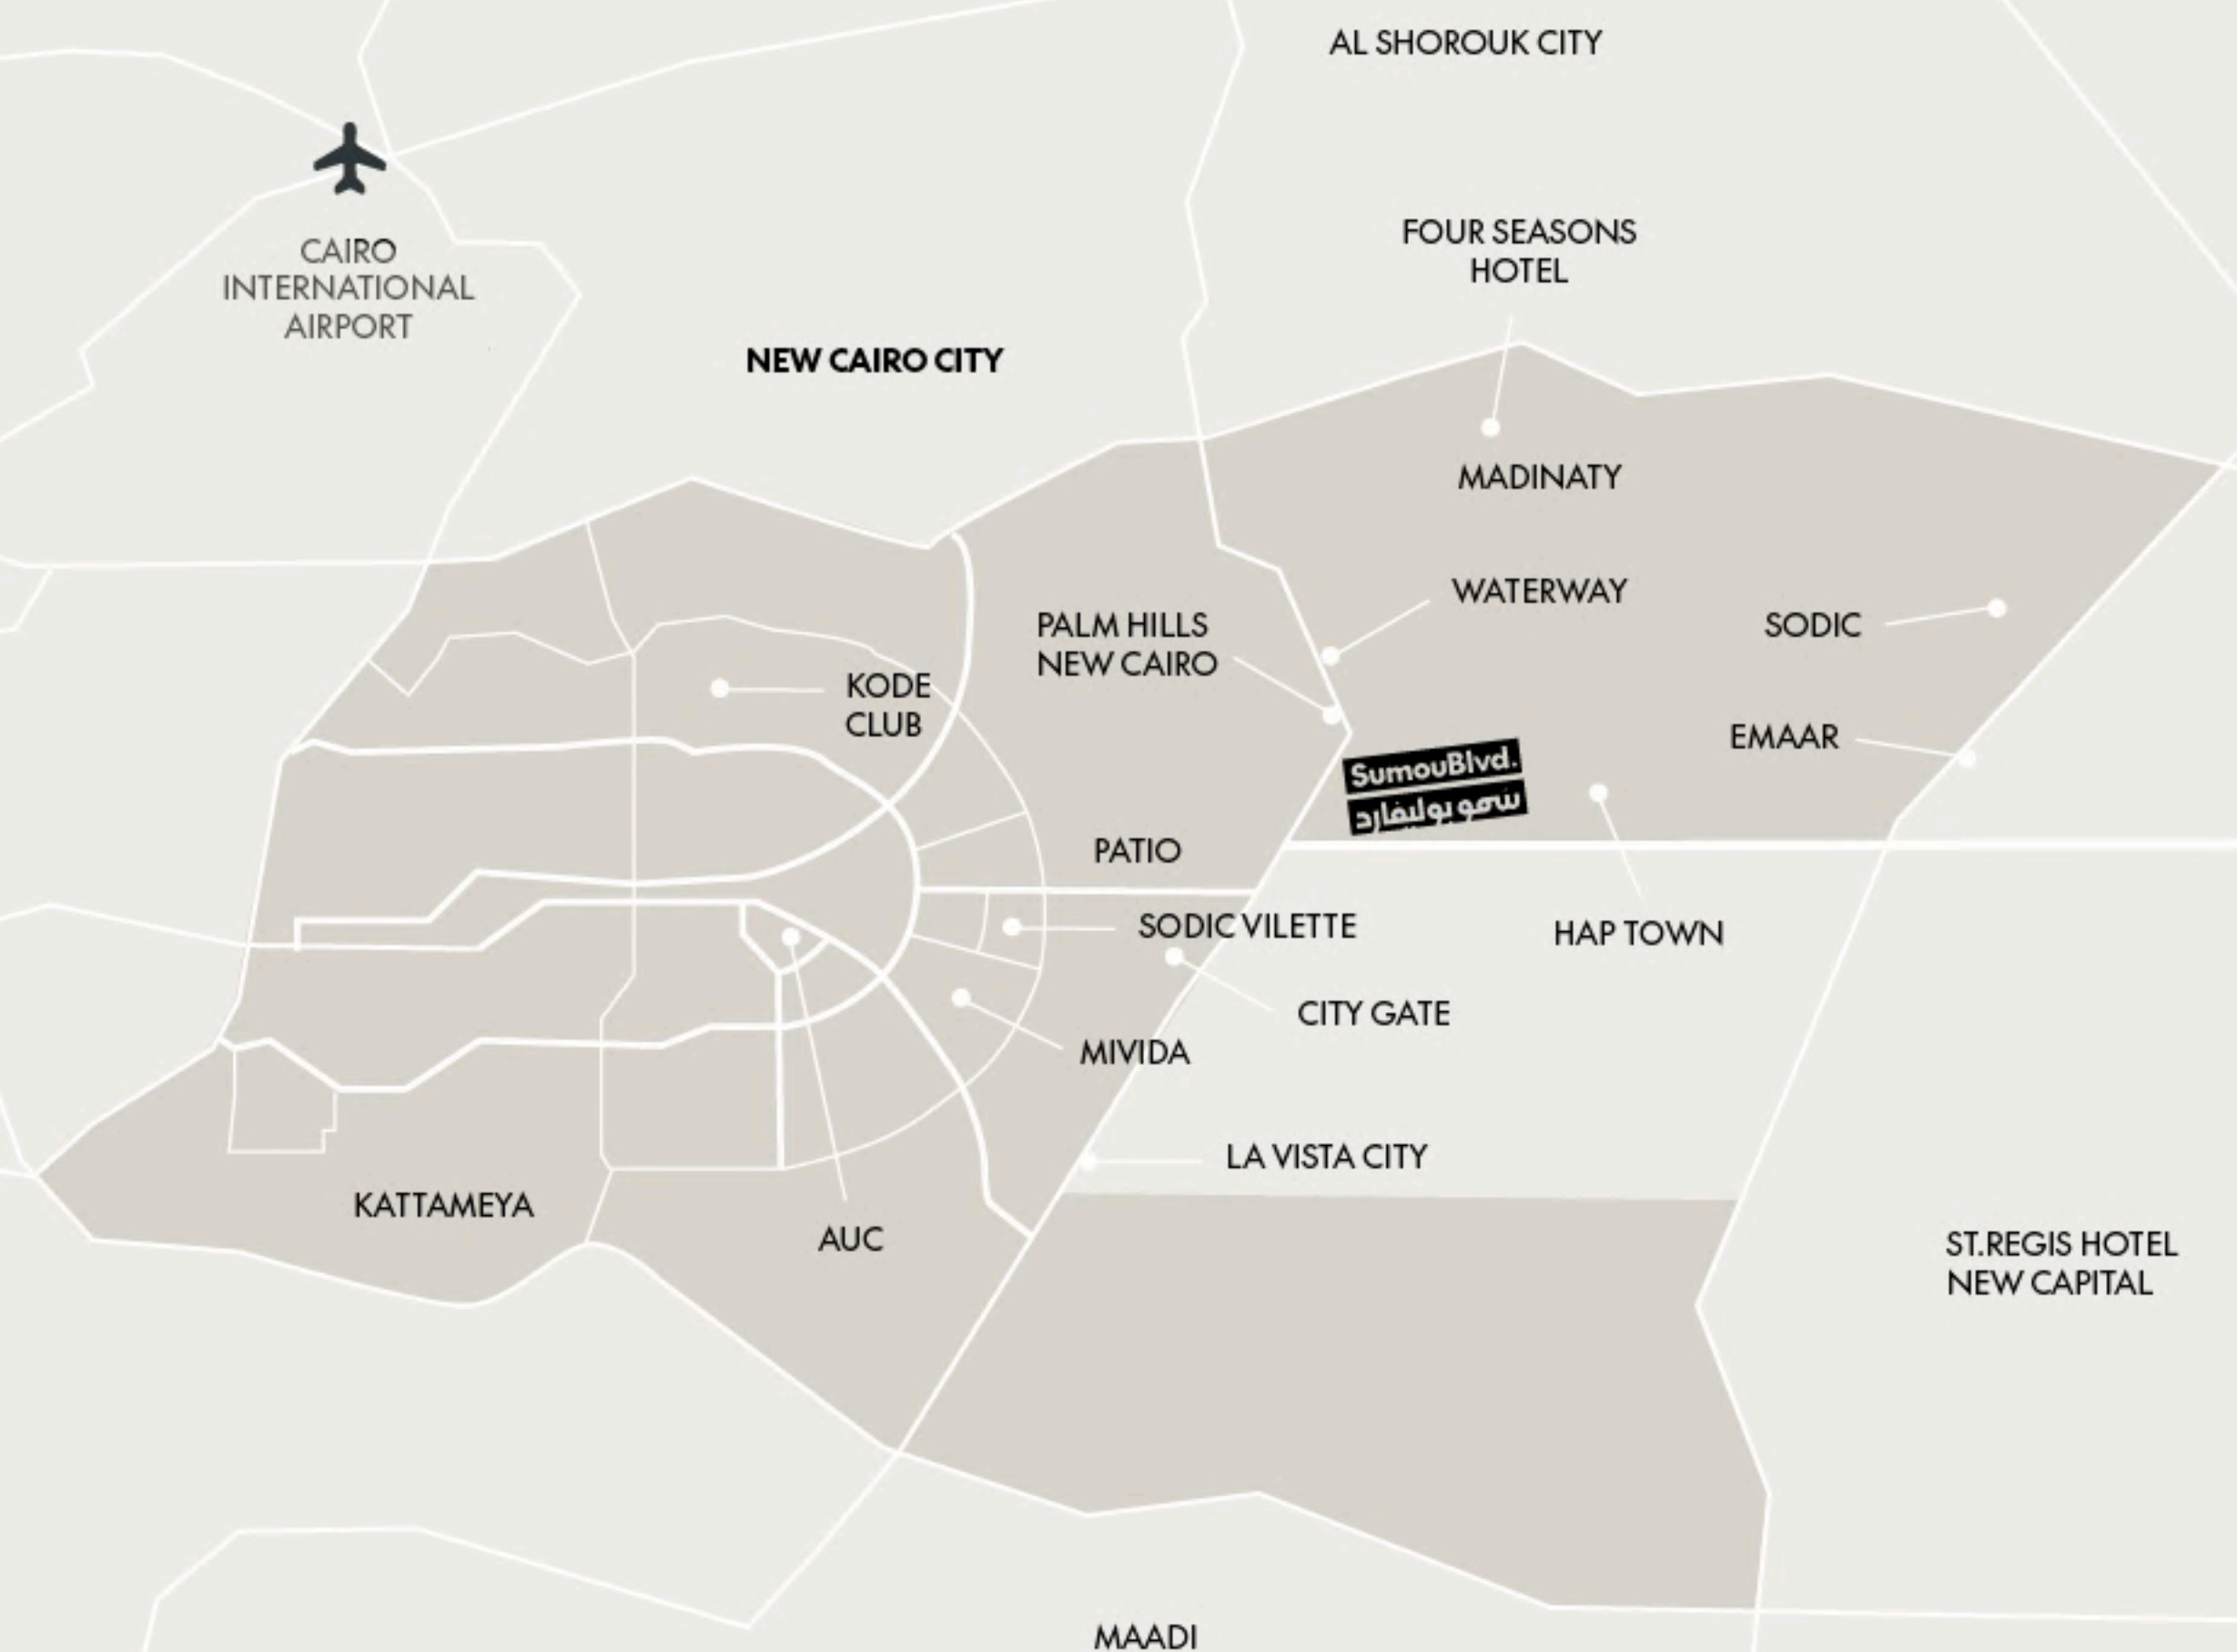 AL SHOROUK CITY
CAIRO
INTERNATIONAL
AIRPORT
FOUR SEASONS
HOTEL
NEW CAIRO CITY
MADINATY
WATERWAY
PALM HILLS
NEW CAIRO
SODIC
KODE
CLUB
EMAAR
SumouBlvd.
سمو بوليفارد
PATIO
SODIC VILETTE
HAP TOWN
CITY GATE
MIVIDA
LA VISTA CITY
KATTAMEYA
AUC
ST.REGIS HOTEL
NEW CAPITAL
MAADI